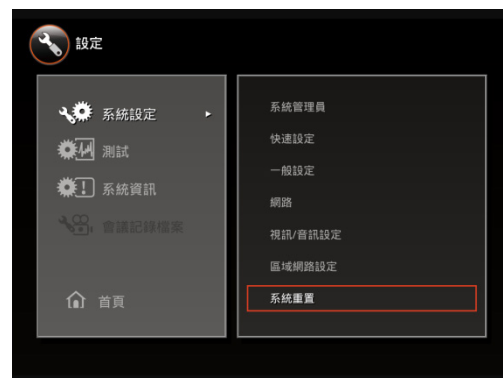 設定
系統設定
測試
系統資訊
會議記錄檔案
首頁
系統管理員
快速設定
一般設定
網路
視訊/音訊設定
區域網路設定
系統重置